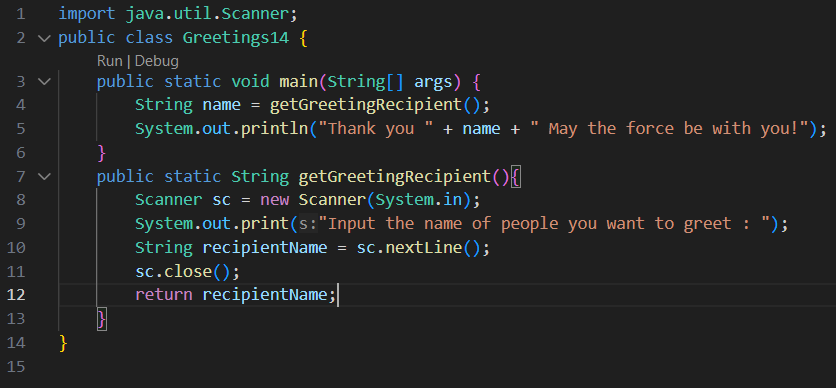 1 import java.util.Scanner;
2 public class Greetings14 {
Run | Debug
3 public static void main(String[] args) {
4 String name = getGreetingRecipient();
5 System.out.println("Thank you " + name + " May the force be with you!");
6 }
7 public static String getGreetingRecipient(){
8 Scanner sc = new Scanner(System.in);
9 System.out.print(s:"Input the name of people you want to greet : ");
10 String recipientName = sc.nextLine();
11 sc.close();
12 return recipientName;
13 }
14 }
15